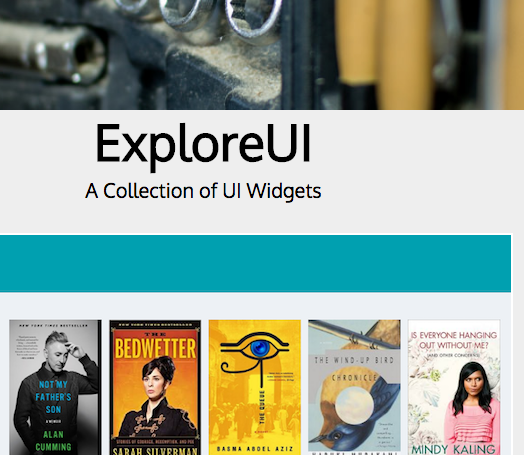 ExploreUI
A Collection of UI Widgets
NEW YORK TIMES BESTSELLER
NOT MY
FATHER'S
SON
A MEMOIR
ALAN
CUMMING
NEW YORK TIMES BESTSELLER
THE
BEDWETTER
STORIES OF COURAGE, REDEMPTION, AND PEE
SARAH SILVERMAN
THE QUEUE
BASMA ABDEL AZIZ
THE WIND-UP BIRD
CHRONICLE
HARUKI MURAKAMI
IS EVERYONE HANGING
OUT WITHOUT ME?
(AND OTHER CONCERNS)
MINDY KALING